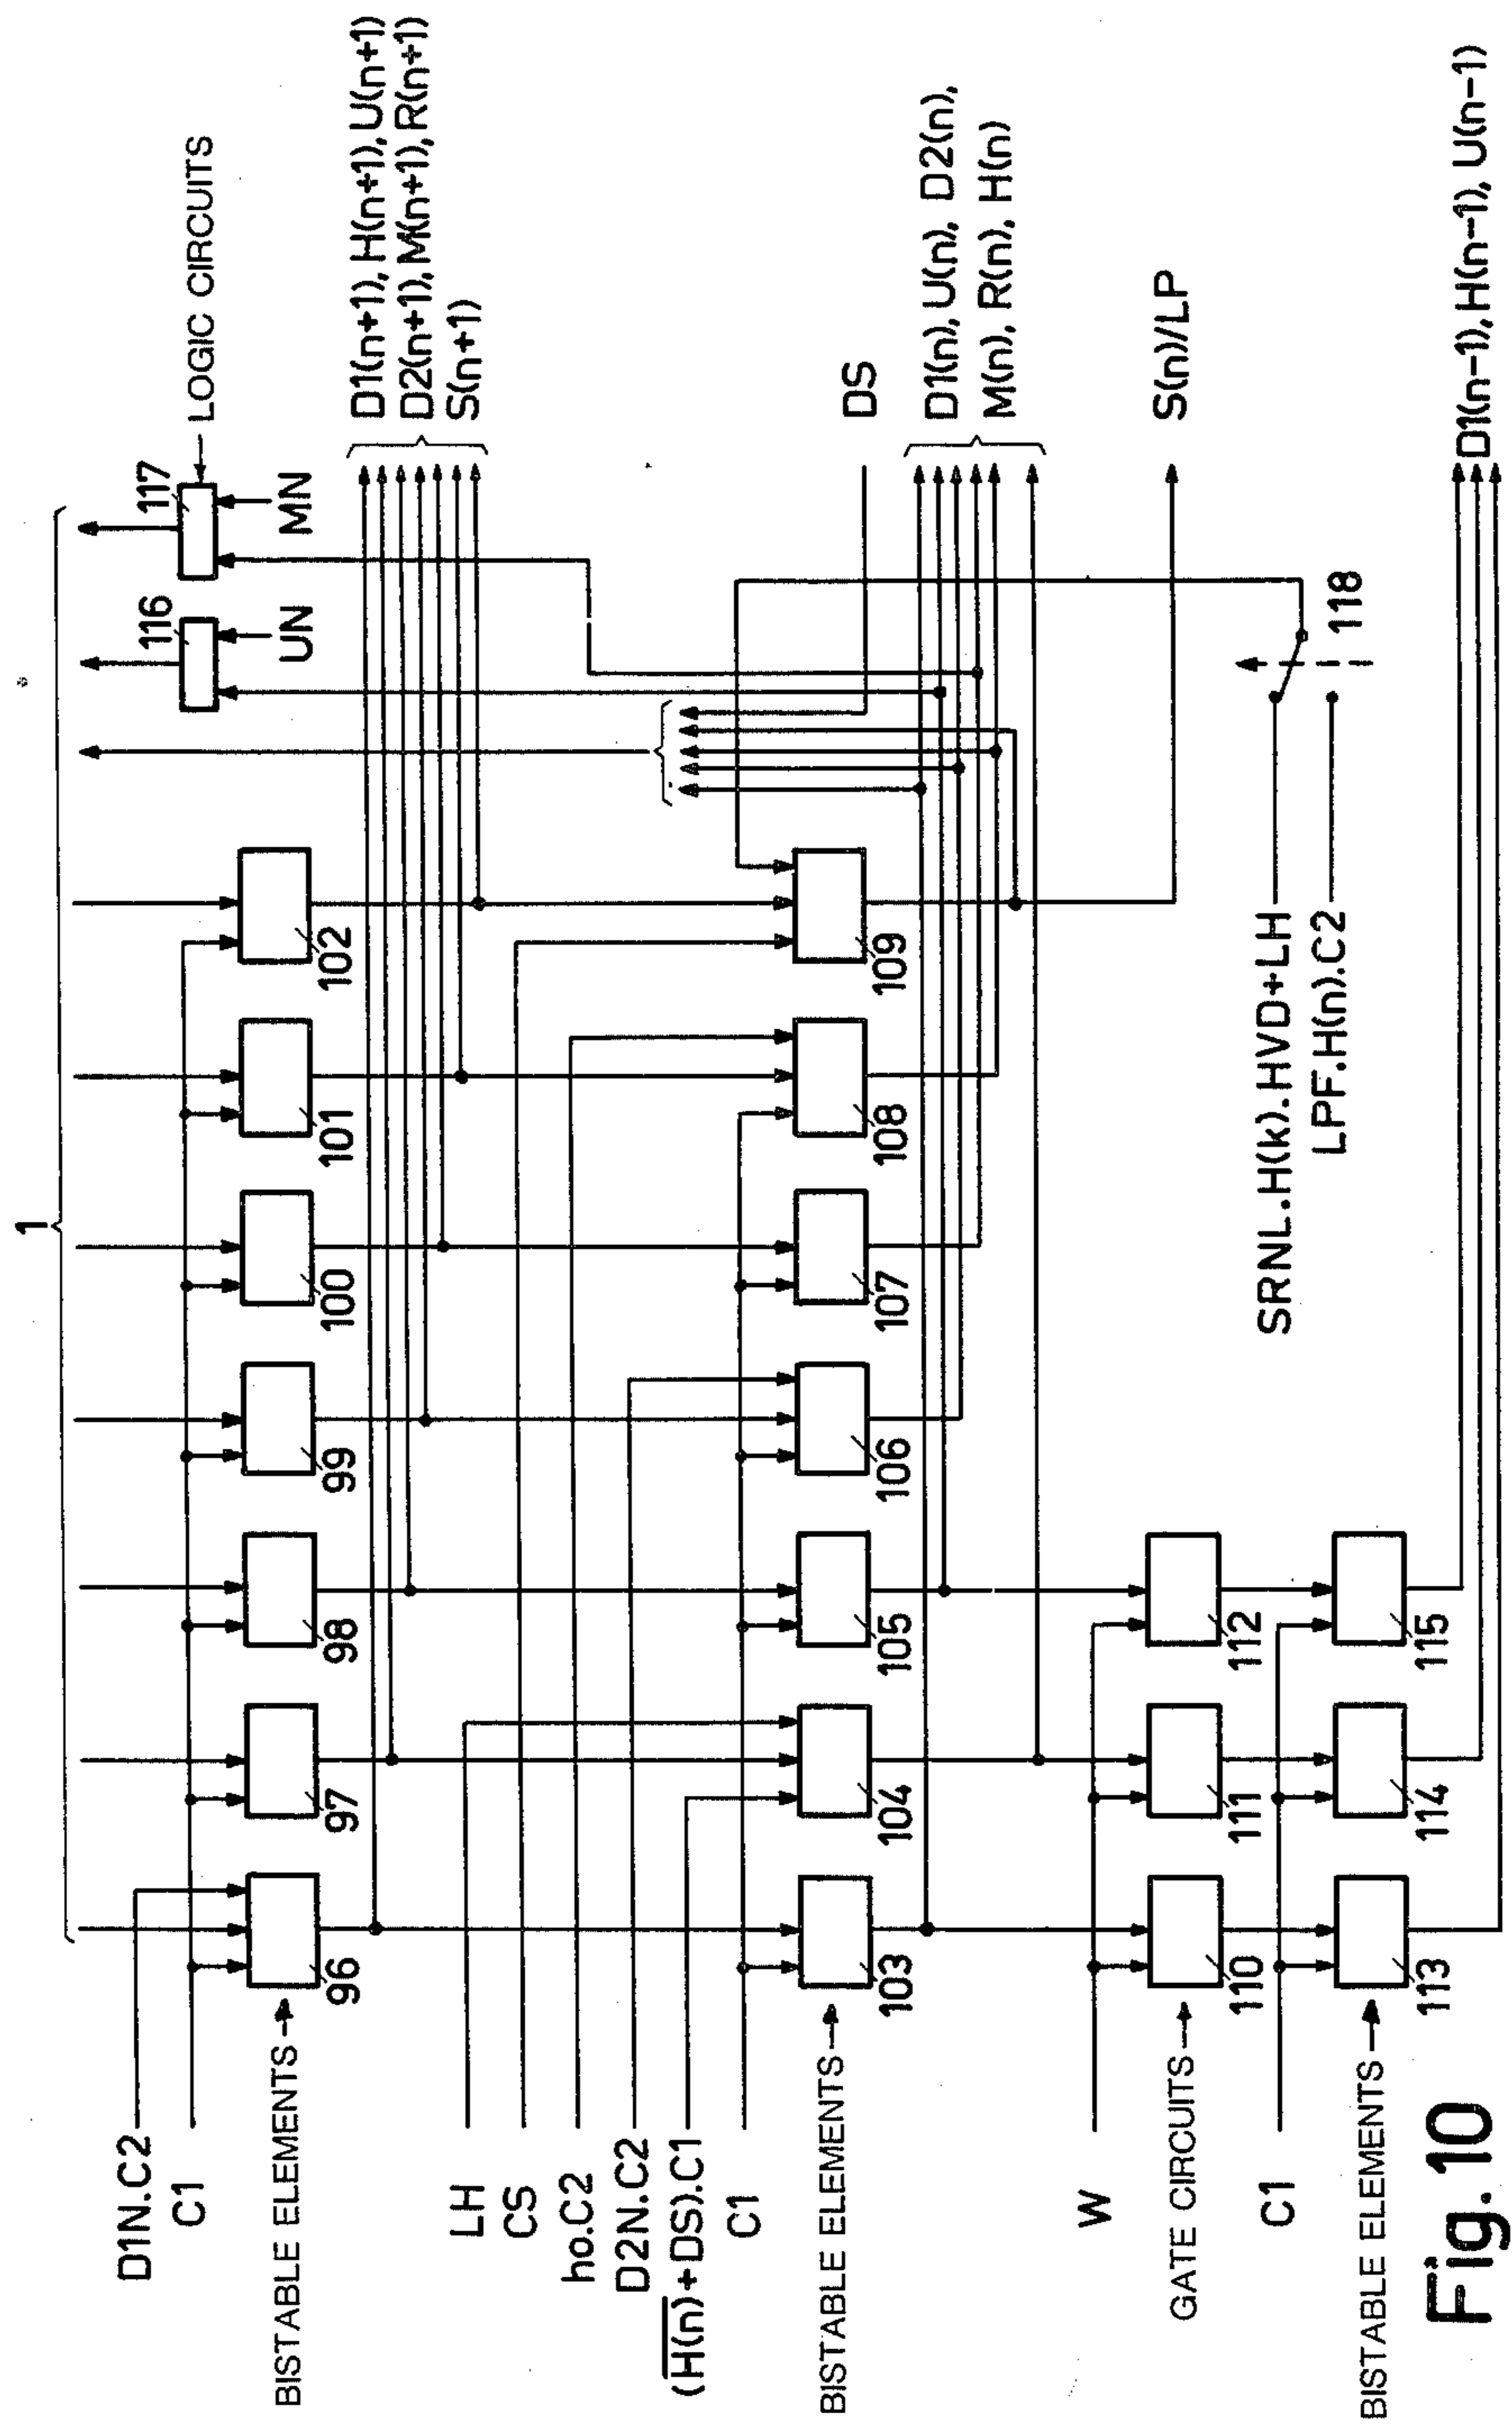 1
117
LOGIC CIRCUITS
116
UN
MN
D1(n+1), H(n+1), U(n+1)
D2(n+1), M(n+1), R(n+1)
S(n+1)
D1N.C2
C1
BISTABLE ELEMENTS
96
97
98
99
100
101
102
LH
CS
ho.C2
D2N.C2
(H̅(̅n̅)̅+DS).C1
C1
BISTABLE ELEMENTS
103
104
105
106
107
108
109
DS
D1(n), U(n), D2(n),
M(n), R(n), H(n)
S(n)/LP
W
GATE CIRCUITS
110
111
112
SRNL.H(k).HVD+LH
LPF.H(n).C2
118
C1
BISTABLE ELEMENTS
113
114
115
D1(n-1), H(n-1), U(n-1)
Fig. 10